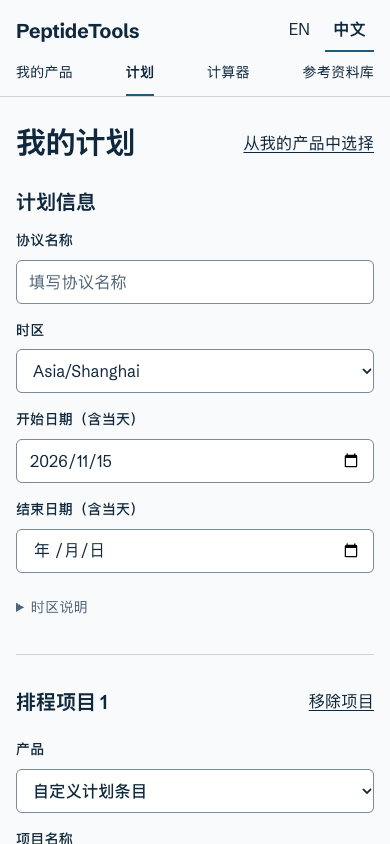 PeptideTools
EN 中文
我的产品 计划 计算器 参考资料库
我的计划 从我的产品中选择
计划信息
协议名称
填写协议名称
时区
Asia/Shanghai
开始日期（含当天）
2026/11/15
结束日期（含当天）
年 /月/日
时区说明
排程项目 1 移除项目
产品
自定义计划条目
项目名称